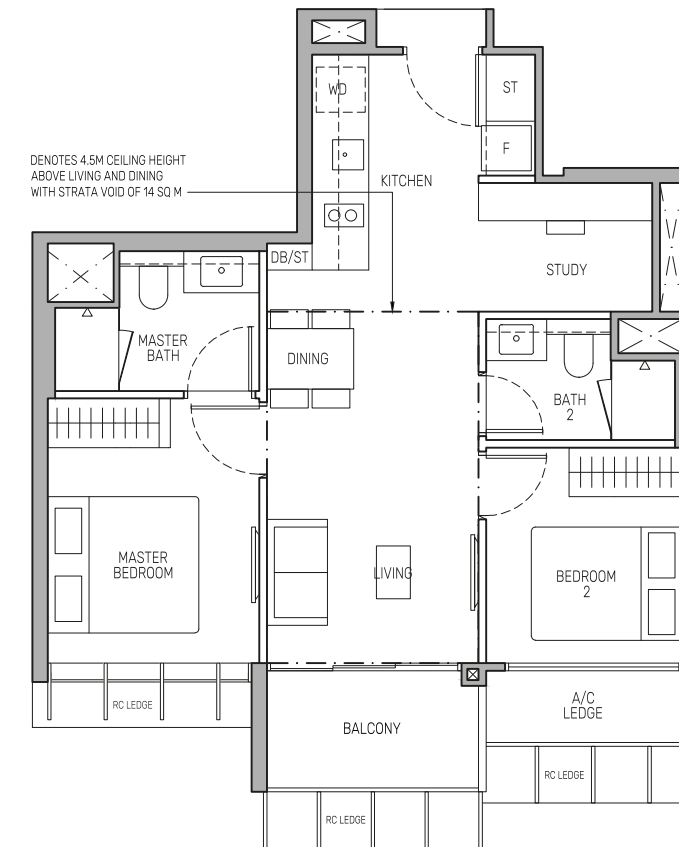 WD
ST
F
DENOTES 4.5M CEILING HEIGHT
ABOVE LIVING AND DINING
WITH STRATA VOID OF 14 SQ M
KITCHEN
DB/ST
STUDY
MASTER
BATH
DINING
BATH
2
MASTER
BEDROOM
LIVING
BEDROOM
2
RC LEDGE
BALCONY
A/C
LEDGE
RC LEDGE
RC LEDGE